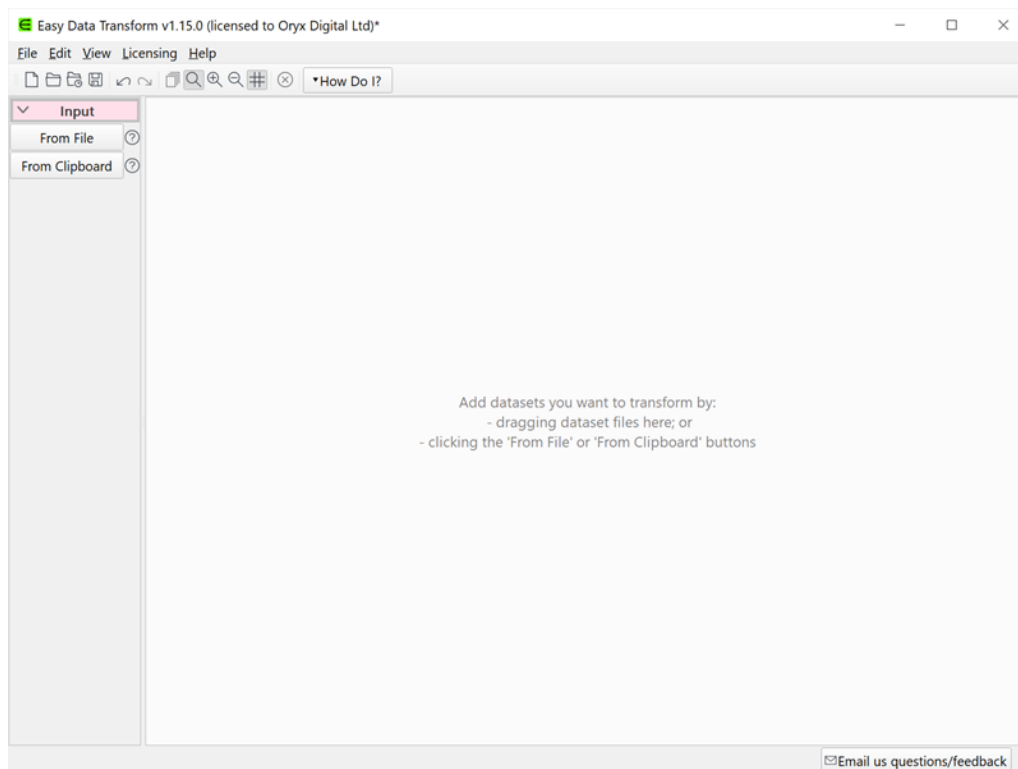 Easy Data Transform v1.15.0 (licensed to Oryx Digital Ltd)*
File Edit View Licensing Help
▾How Do I?
Input
From File
From Clipboard
Add datasets you want to transform by:
- dragging dataset files here; or
- clicking the 'From File' or 'From Clipboard' buttons
Email us questions/feedback